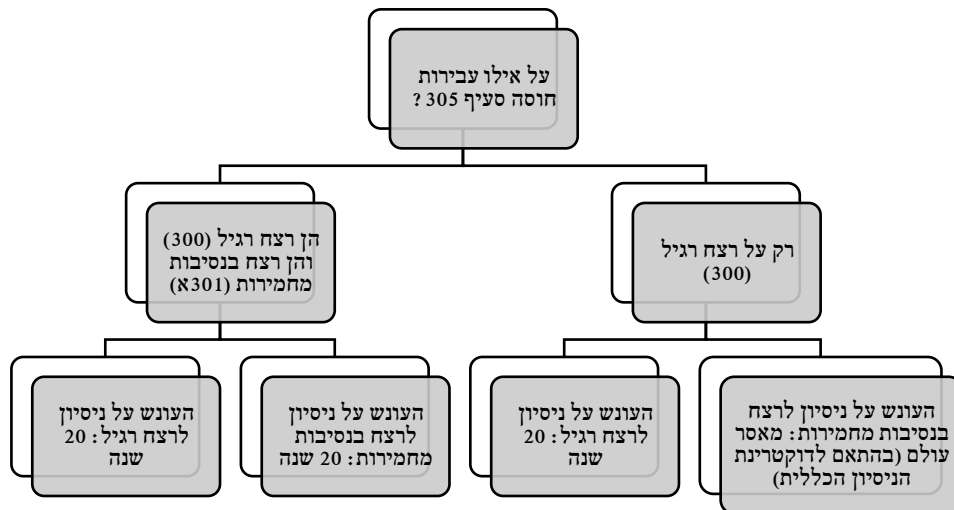 על אילו עבירות
חוסה סעיף 305 ?
רק על רצח רגיל
(300)
הן רצח רגיל (300)
והן רצח בנסיבות
מחמירות (301א)
העונש על ניסיון לרצח
בנסיבות מחמירות: מאסר
עולם (בהתאם לדוקטרינת
הניסיון הכללית)
העונש על ניסיון
לרצח רגיל: 20
שנה
העונש על ניסיון
לרצח בנסיבות
מחמירות: 20 שנה
העונש על ניסיון
לרצח רגיל: 20
שנה